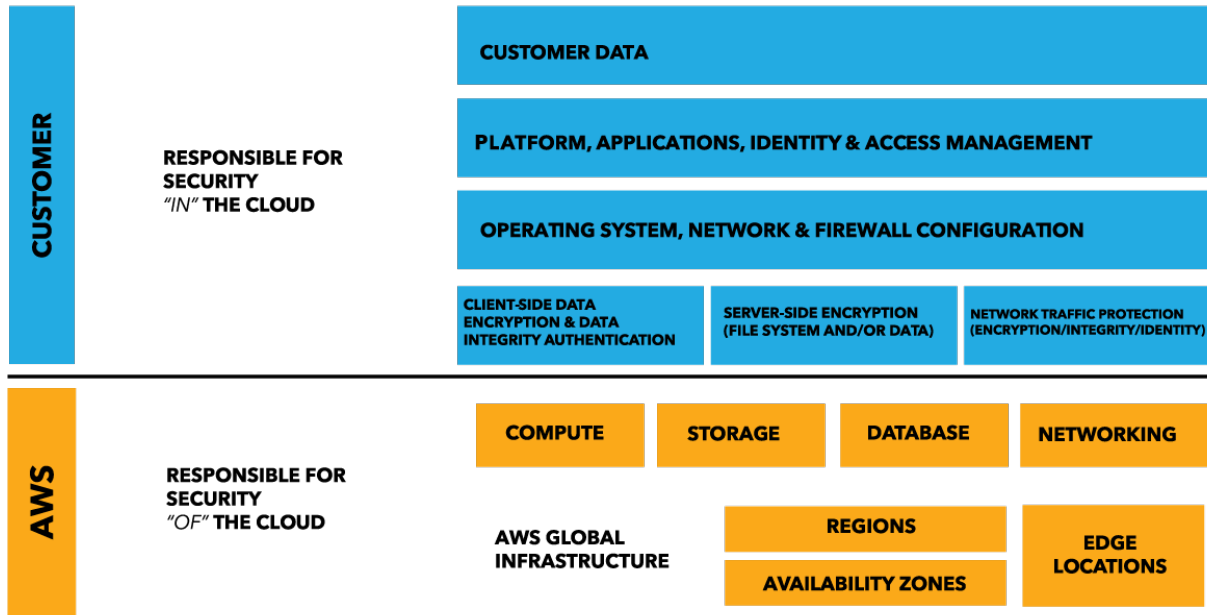 CUSTOMER
RESPONSIBLE FOR
SECURITY
"IN" THE CLOUD
CUSTOMER DATA
PLATFORM, APPLICATIONS, IDENTITY & ACCESS MANAGEMENT
OPERATING SYSTEM, NETWORK & FIREWALL CONFIGURATION
CLIENT-SIDE DATA
ENCRYPTION & DATA
INTEGRITY AUTHENTICATION
SERVER-SIDE ENCRYPTION
(FILE SYSTEM AND/OR DATA)
NETWORK TRAFFIC PROTECTION
(ENCRYPTION/INTEGRITY/IDENTITY)
AWS
RESPONSIBLE FOR
SECURITY
"OF" THE CLOUD
COMPUTE
STORAGE
DATABASE
NETWORKING
AWS GLOBAL
INFRASTRUCTURE
REGIONS
AVAILABILITY ZONES
EDGE
LOCATIONS